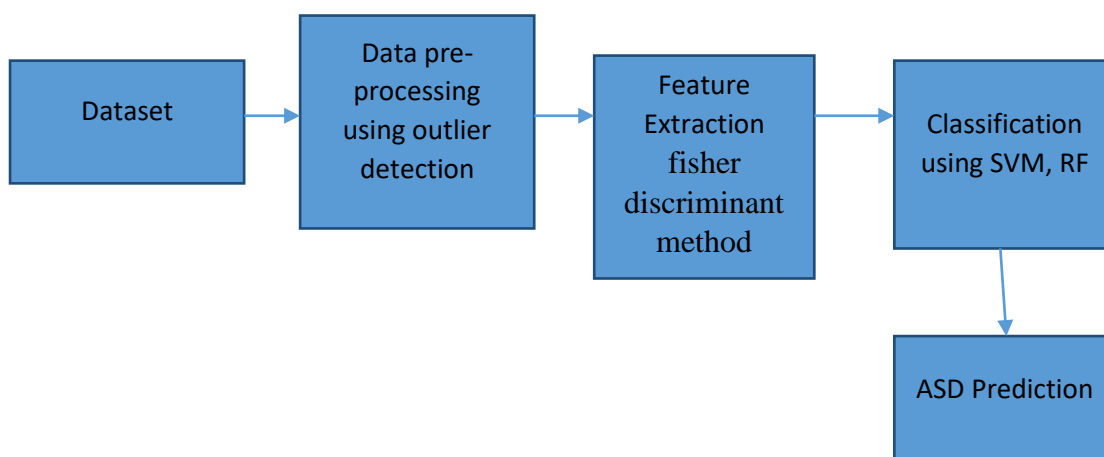 Dataset
Data pre-
processing
using outlier
detection
Feature
Extraction
fisher
discriminant
method
Classification
using SVM, RF
ASD Prediction